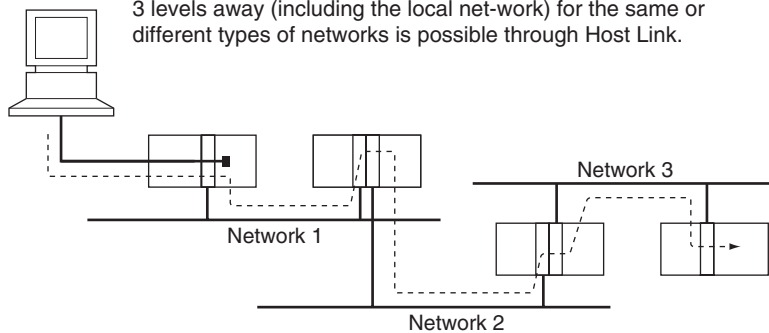 3 levels away (including the local net-work) for the same or
different types of networks is possible through Host Link.
Network 3
Network 1
Network 2